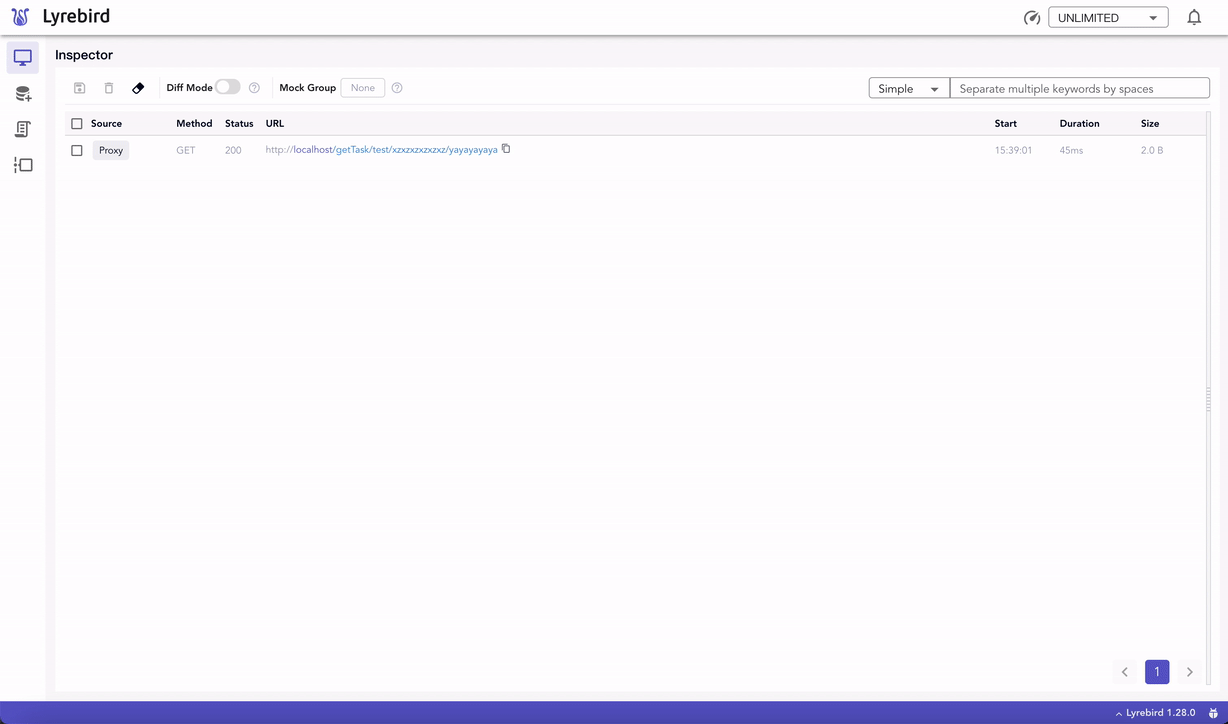 Lyrebird
UNLIMITED
Inspector
Diff Mode
Mock Group None
Simple Separate multiple keywords by spaces
Source Method Status URL Start Duration Size
Proxy GET 200 http://localhost/getTask/test/xzxzxzxzxzxz/yayayayaya 15:39:01 45ms 2.0 B
1
Lyrebird 1.28.0